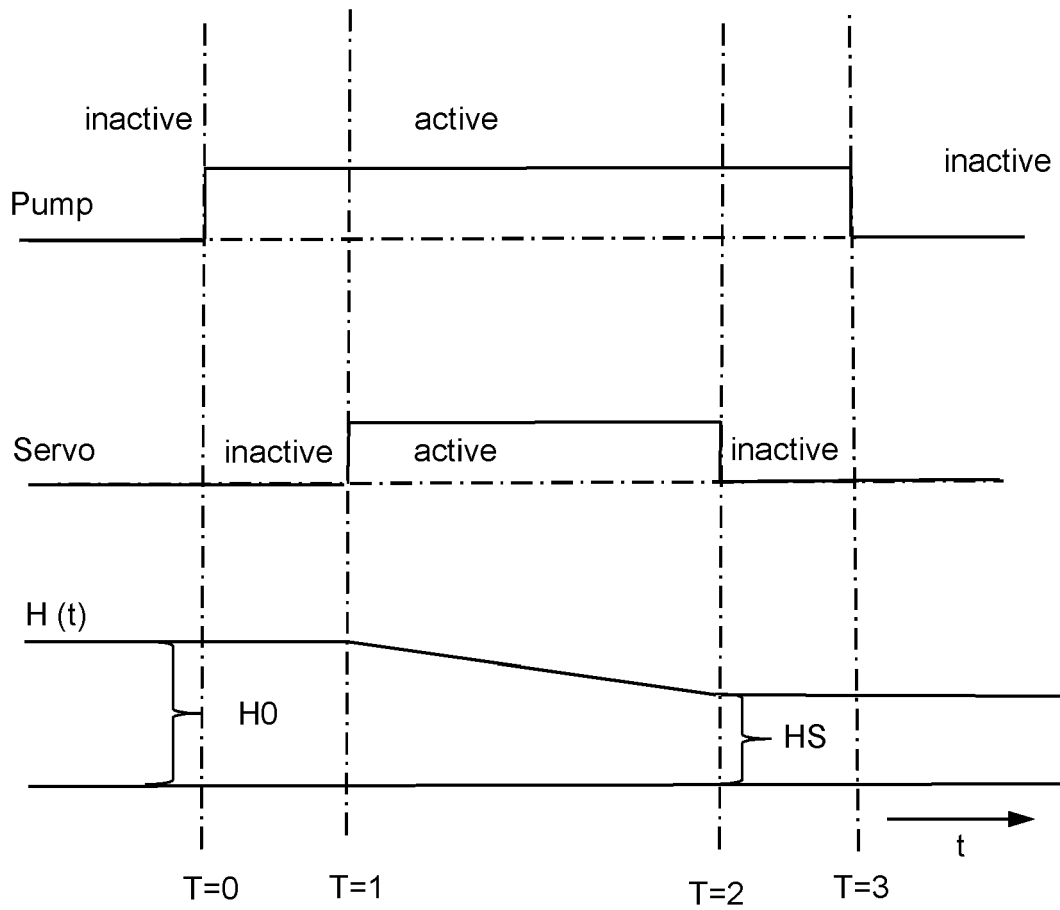 inactive
active
inactive
Pump
Servo
inactive
active
inactive
H (t)
H0
HS
t
T=0
T=1
T=2
T=3